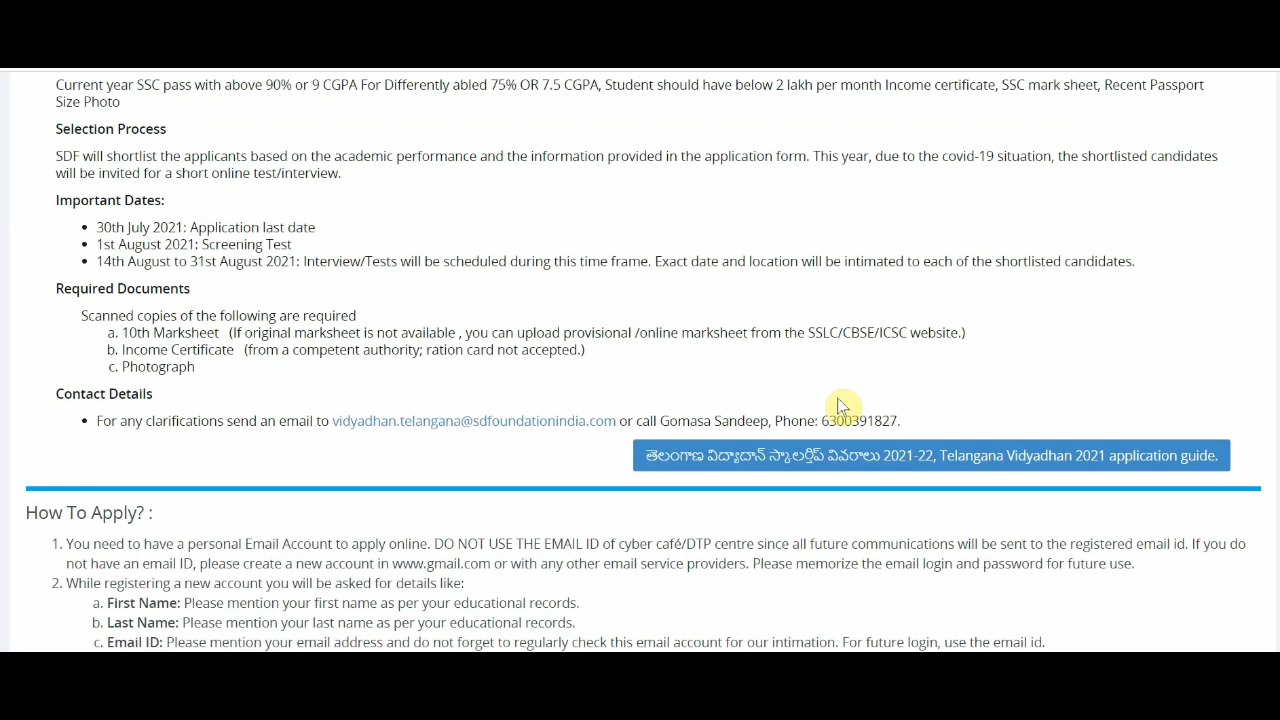 Current year SSC pass with above 90% or 9 CGPA For Differently abled 75% OR 7.5 CGPA, Student should have below 2 lakh per month Income certificate, SSC mark sheet, Recent Passport
Size Photo
Selection Process
SDF will shortlist the applicants based on the academic performance and the information provided in the application form. This year, due to the covid-19 situation, the shortlisted candidates
will be invited for a short online test/interview.
Important Dates:
• 30th July 2021: Application last date
• 1st August 2021: Screening Test
• 14th August to 31st August 2021: Interview/Tests will be scheduled during this time frame. Exact date and location will be intimated to each of the shortlisted candidates.
Required Documents
Scanned copies of the following are required
a. 10th Marksheet (If original marksheet is not available , you can upload provisional /online marksheet from the SSLC/CBSE/ICSC website.)
b. Income Certificate (from a competent authority; ration card not accepted.)
c. Photograph
Contact Details
• For any clarifications send an email to vidyadhan.telangana@sdfoundationindia.com or call Gomasa Sandeep, Phone: 6300391827.
తెలంగాణ విద్యాదాన్ స్కాలర్షిప్ వివరాలు 2021-22, Telangana Vidyadhan 2021 application guide.
How To Apply? :
1. You need to have a personal Email Account to apply online. DO NOT USE THE EMAIL ID of cyber café/DTP centre since all future communications will be sent to the registered email id. If you do
not have an email ID, please create a new account in www.gmail.com or with any other email service providers. Please memorize the email login and password for future use.
2. While registering a new account you will be asked for details like:
a. First Name: Please mention your first name as per your educational records.
b. Last Name: Please mention your last name as per your educational records.
c. Email ID: Please mention your email address and do not forget to regularly check this email account for our intimation. For future login, use the email id.